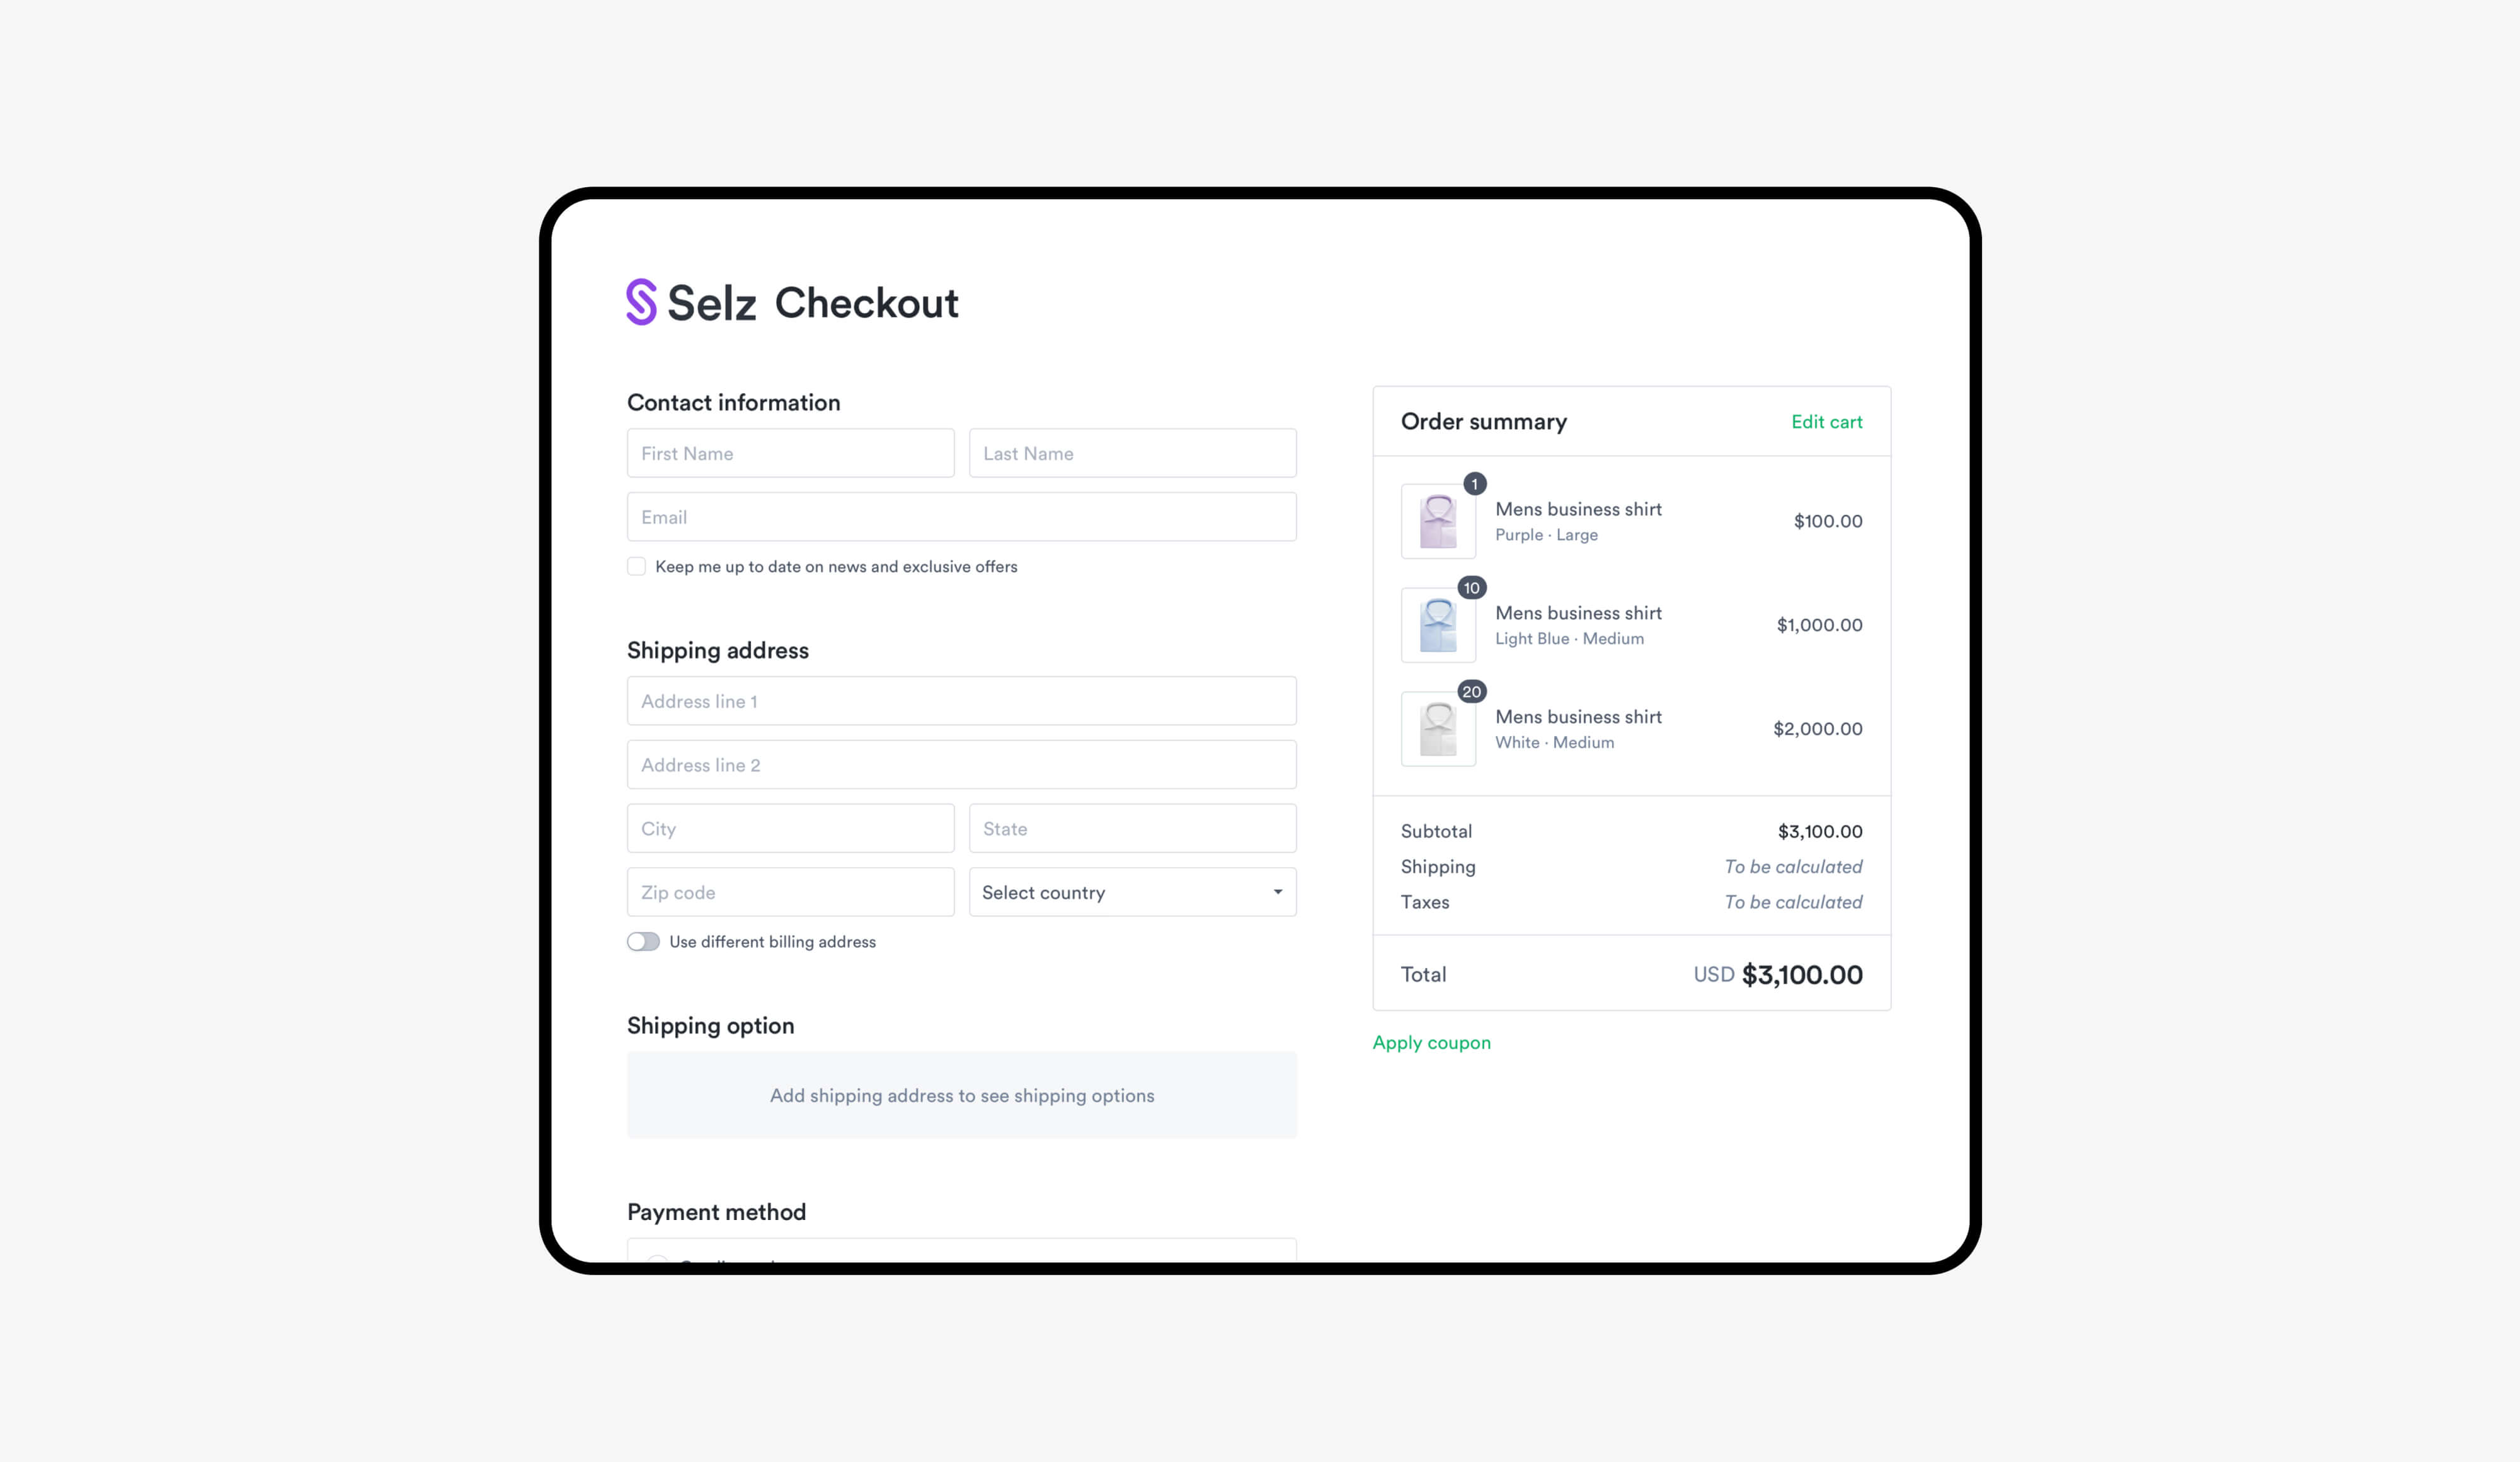 Selz Checkout
Contact information
First Name
Last Name
Email
Keep me up to date on news and exclusive offers
Shipping address
Address line 1
Address line 2
City
State
Zip code
Select country
Use different billing address
Shipping option
Add shipping address to see shipping options
Payment method
Order summary
Edit cart
1
Mens business shirt
Purple · Large
$100.00
10
Mens business shirt
Light Blue · Medium
$1,000.00
20
Mens business shirt
White · Medium
$2,000.00
Subtotal
$3,100.00
Shipping
To be calculated
Taxes
To be calculated
Total
USD $3,100.00
Apply coupon